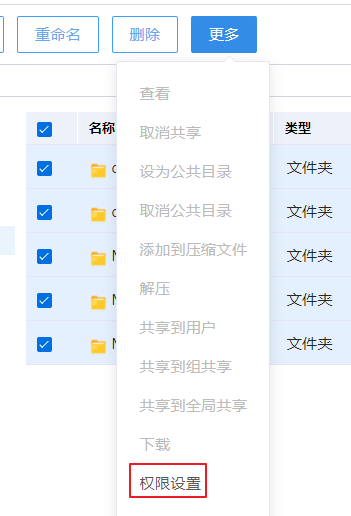 重命名 删除 更多
查看
名称 类型
取消共享
文件夹
设为公共目录
取消公共目录
文件夹
添加到压缩文件
文件夹
解压
文件夹
共享到用户
文件夹
共享到组共享
共享到全局共享
下载
权限设置